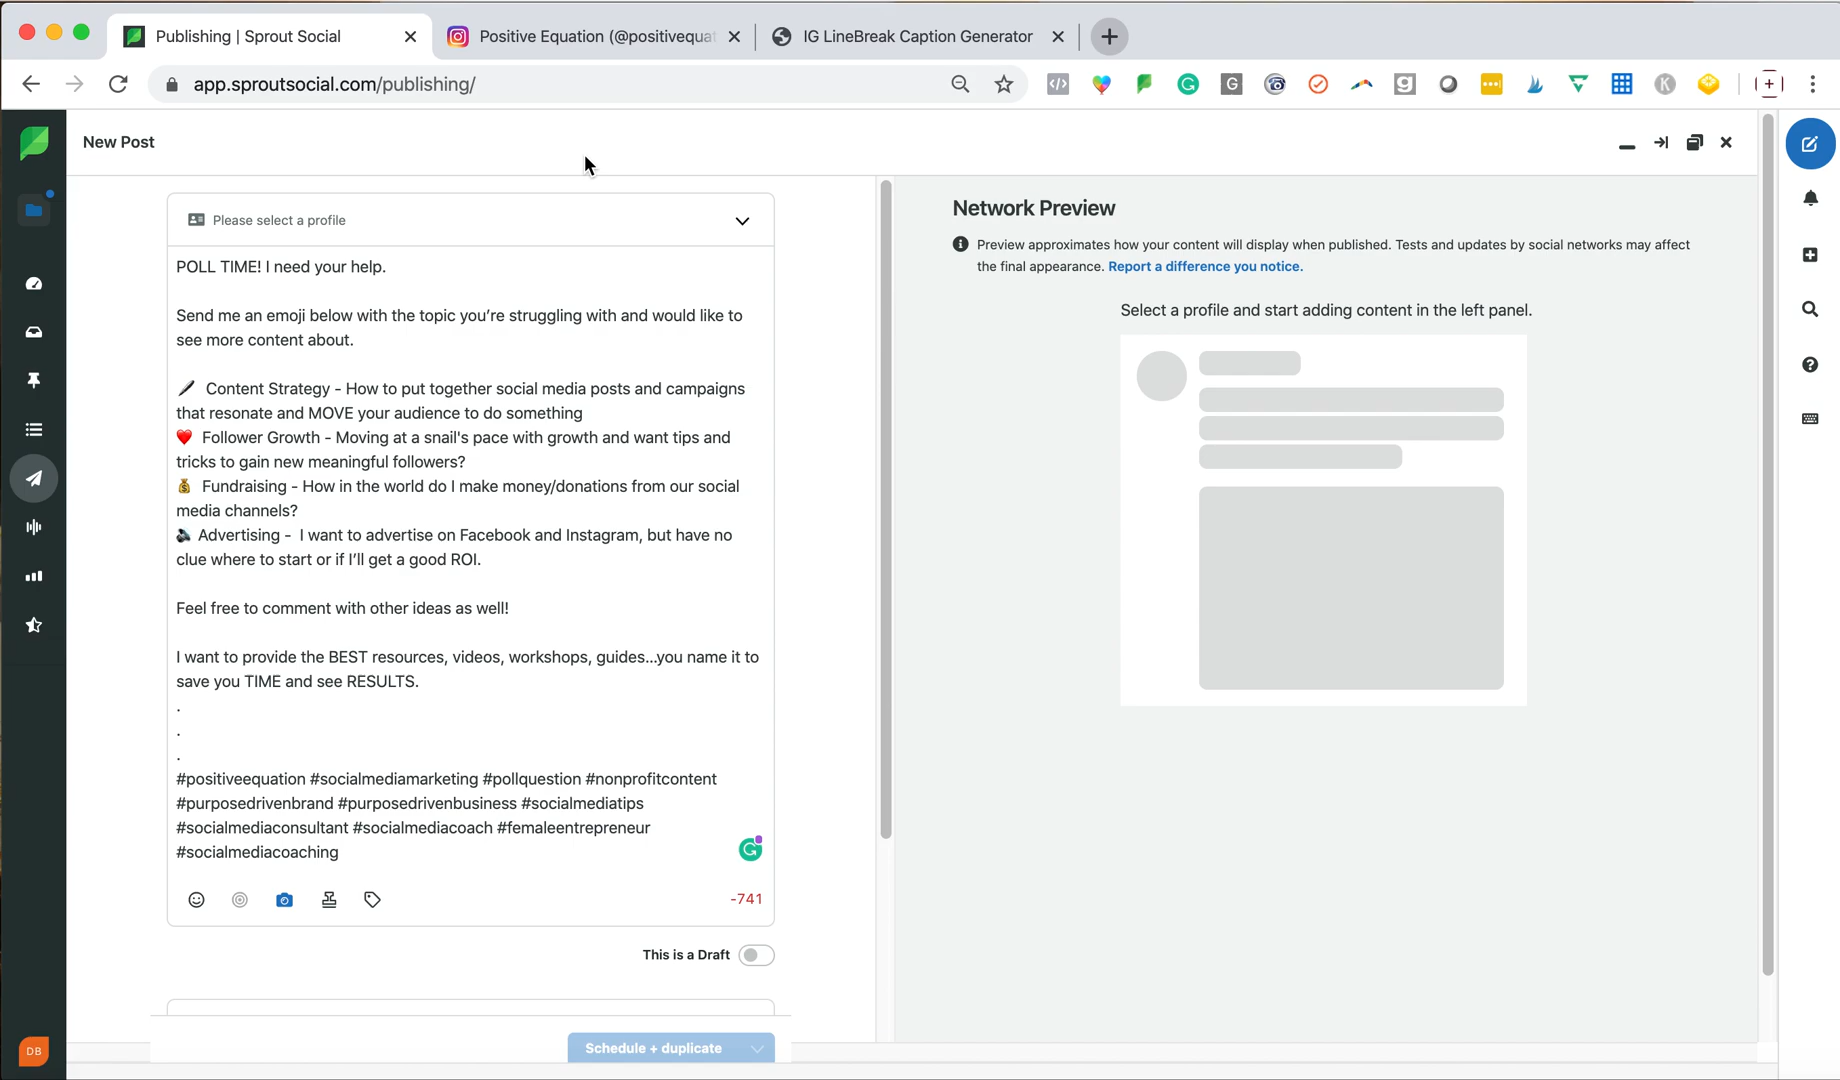 Publishing | Sprout Social
Positive Equation (@positivequat
IG LineBreak Caption Generator
app.sproutsocial.com/publishing/
New Post
Please select a profile
POLL TIME! I need your help.
Send me an emoji below with the topic you’re struggling with and would like to
see more content about.
🖋 Content Strategy - How to put together social media posts and campaigns
that resonate and MOVE your audience to do something
❤️ Follower Growth - Moving at a snail's pace with growth and want tips and
tricks to gain new meaningful followers?
💰 Fundraising - How in the world do I make money/donations from our social
media channels?
🔊 Advertising - I want to advertise on Facebook and Instagram, but have no
clue where to start or if I’ll get a good ROI.
Feel free to comment with other ideas as well!
I want to provide the BEST resources, videos, workshops, guides...you name it to
save you TIME and see RESULTS.
.
.
.
#positiveequation #socialmediamarketing #pollquestion #nonprofitcontent
#purposedrivenbrand #purposedrivenbusiness #socialmediatips
#socialmediaconsultant #socialmediacoach #femaleentrepreneur
#socialmediacoaching
-741
This is a Draft
Schedule + duplicate
DB
Network Preview
Preview approximates how your content will display when published. Tests and updates by social networks may affect
the final appearance. Report a difference you notice.
Select a profile and start adding content in the left panel.